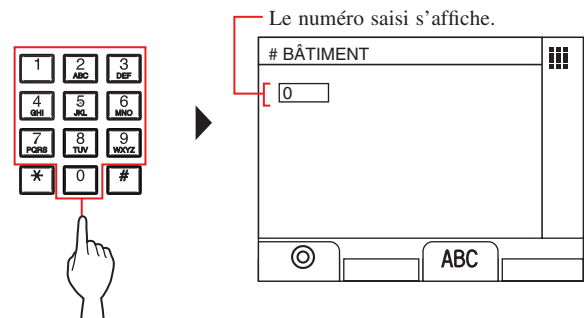 Le numéro saisi s’affiche.
# BÂTIMENT
0
1 2 ABC 3 DEF
4 GHI 5 JKL 6 MNO
7 PQRS 8 TUV 9 WXYZ
* 0 #
◎ ABC